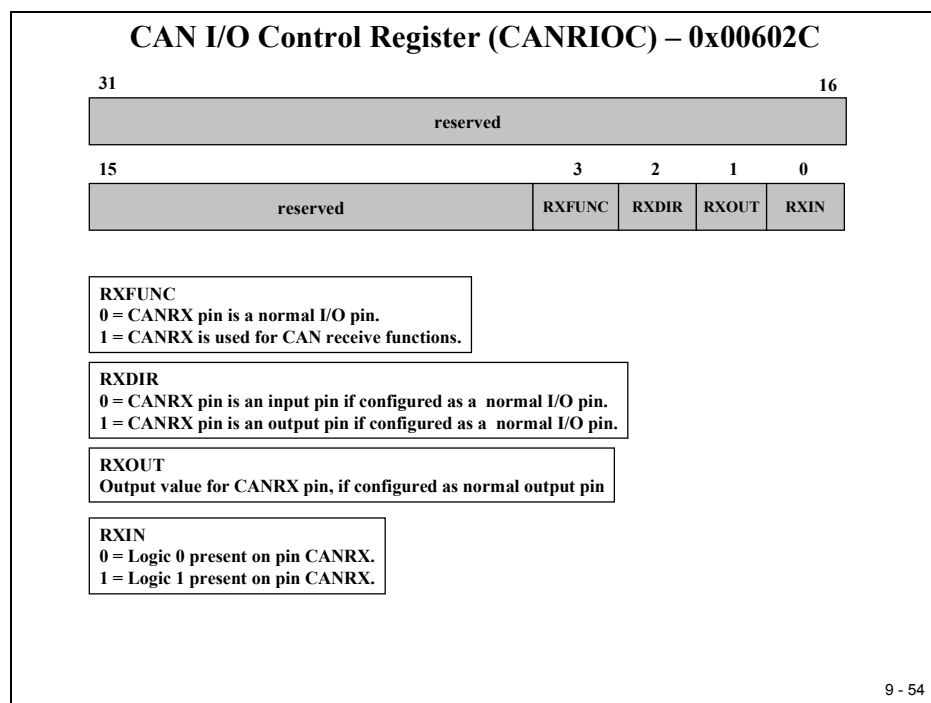 CAN I/O Control Register (CANRIOC) – 0x00602C
31 16
reserved
15 3 2 1 0
reserved RXFUNC RXDIR RXOUT RXIN
RXFUNC
0 = CANRX pin is a normal I/O pin.
1 = CANRX is used for CAN receive functions.
RXDIR
0 = CANRX pin is an input pin if configured as a normal I/O pin.
1 = CANRX pin is an output pin if configured as a normal I/O pin.
RXOUT
Output value for CANRX pin, if configured as normal output pin
RXIN
0 = Logic 0 present on pin CANRX.
1 = Logic 1 present on pin CANRX.
9 - 54